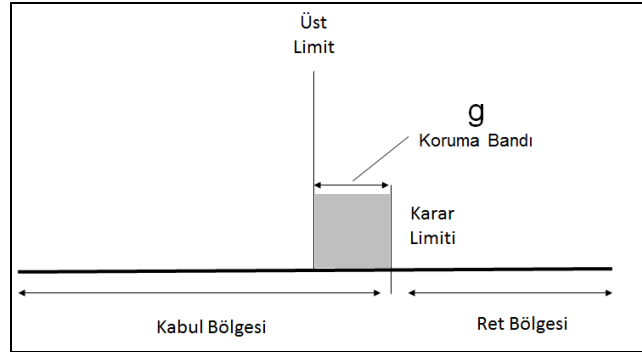 Üst
Limit
g
Koruma Bandı
Karar
Limiti
Kabul Bölgesi
Ret Bölgesi